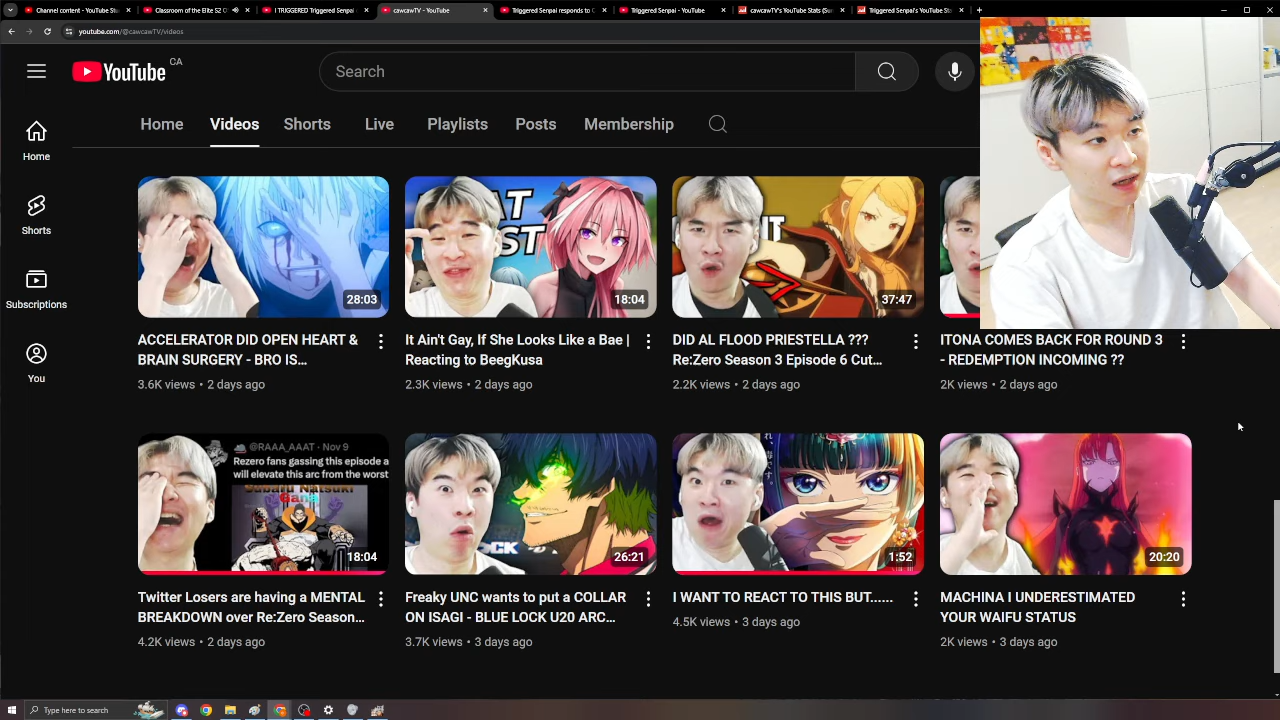 Channel content - YouTube Stu
Classroom of the Elite S2 C
I TRIGGERED Triggered Senpai
cawcawTV - YouTube
Triggered Senpai responds to C
Triggered Senpai - YouTube
cawcawTV's YouTube Stats (Su
Triggered Senpai's YouTube St
youtube.com/@cawcawTV/videos
YouTube CA
Search
Home
Videos
Shorts
Live
Playlists
Posts
Membership
Home
Shorts
Subscriptions
You
28:03
18:04
37:47
ACCELERATOR DID OPEN HEART &
BRAIN SURGERY - BRO IS...
3.6K views • 2 days ago
It Ain't Gay, If She Looks Like a Bae |
Reacting to BeegKusa
2.3K views • 2 days ago
DID AL FLOOD PRIESTELLA ???
Re:Zero Season 3 Episode 6 Cut...
2.2K views • 2 days ago
ITONA COMES BACK FOR ROUND 3
- REDEMPTION INCOMING ??
2K views • 2 days ago
@RAAA_AAAT · Nov 9
Rezero fans gassing this episode a
will elevate this arc from the worst
Subaru Natsuki
Gang
18:04
LOCK
26:21
1:52
20:20
Twitter Losers are having a MENTAL
BREAKDOWN over Re:Zero Season...
4.2K views • 2 days ago
Freaky UNC wants to put a COLLAR
ON ISAGI - BLUE LOCK U20 ARC...
3.7K views • 3 days ago
I WANT TO REACT TO THIS BUT......
4.5K views • 3 days ago
MACHINA I UNDERESTIMATED
YOUR WAIFU STATUS
2K views • 3 days ago
Type here to search